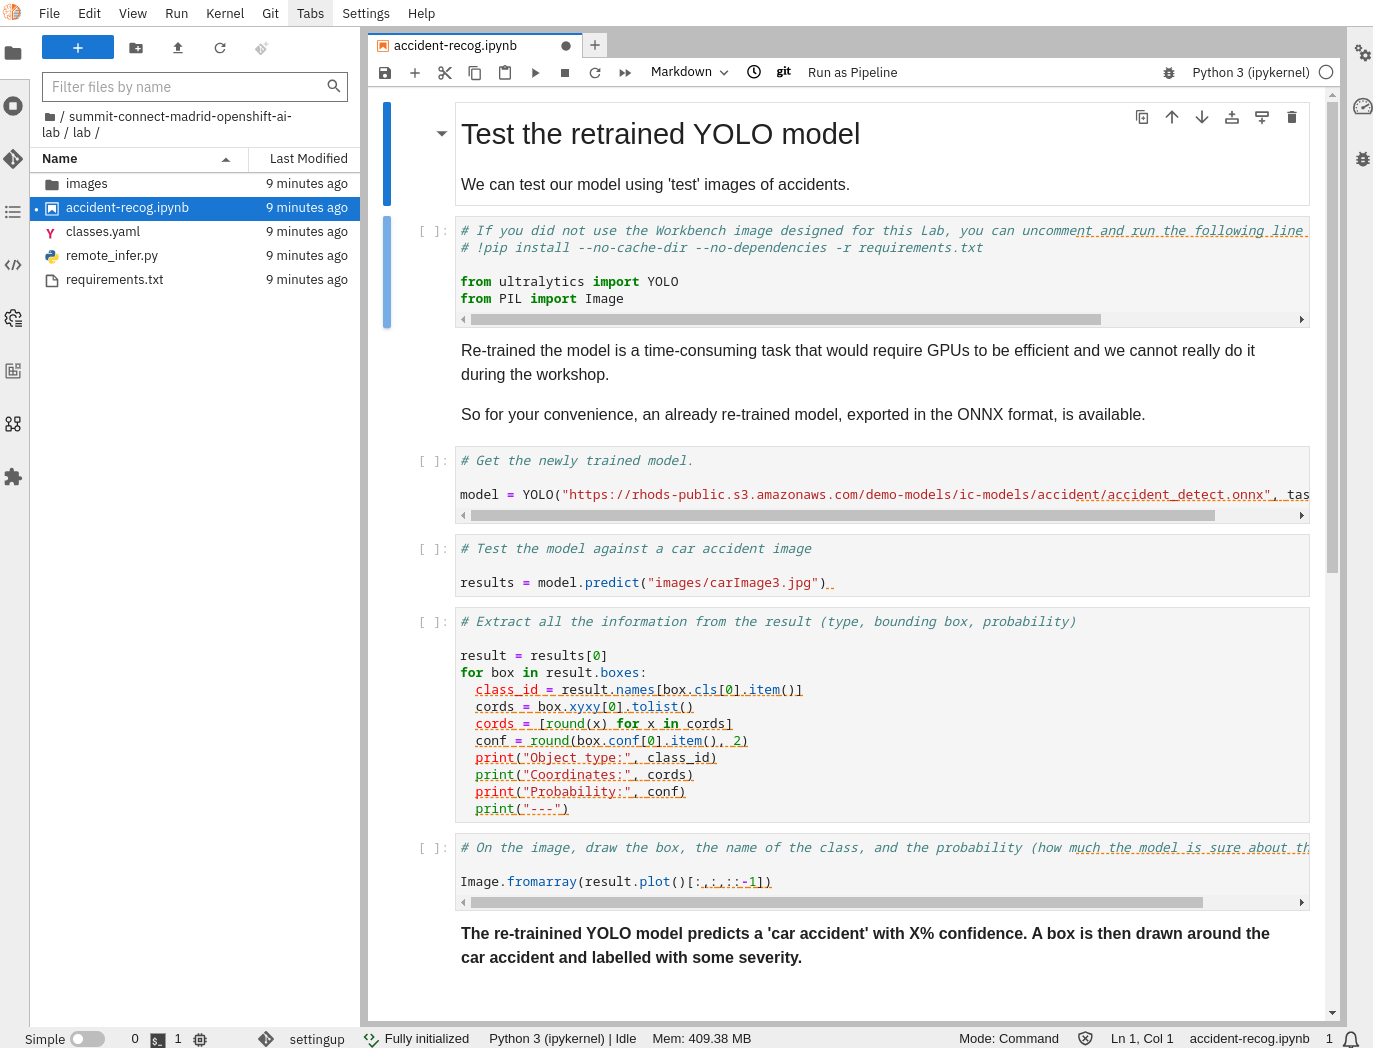 File Edit View Run Kernel Git Tabs Settings Help
+
Filter files by name
/ summit-connect-madrid-openshift-ai-
lab / lab /
Name Last Modified
images 9 minutes ago
accident-recog.ipynb 9 minutes ago
classes.yaml 9 minutes ago
remote_infer.py 9 minutes ago
requirements.txt 9 minutes ago
accident-recog.ipynb
Markdown git Run as Pipeline Python 3 (ipykernel)
Test the retrained YOLO model
We can test our model using 'test' images of accidents.
[ ]: # If you did not use the Workbench image designed for this Lab, you can uncomment and run the following line
# !pip install --no-cache-dir --no-dependencies -r requirements.txt
from ultralytics import YOLO
from PIL import Image
Re-trained the model is a time-consuming task that would require GPUs to be efficient and we cannot really do it
during the workshop.
So for your convenience, an already re-trained model, exported in the ONNX format, is available.
[ ]: # Get the newly trained model.
model = YOLO("https://rhods-public.s3.amazonaws.com/demo-models/ic-models/accident/accident_detect.onnx", tas
[ ]: # Test the model against a car accident image
results = model.predict("images/carImage3.jpg")
[ ]: # Extract all the information from the result (type, bounding box, probability)
result = results[0]
for box in result.boxes:
class_id = result.names[box.cls[0].item()]
cords = box.xyxy[0].tolist()
cords = [round(x) for x in cords]
conf = round(box.conf[0].item(), 2)
print("Object type:", class_id)
print("Coordinates:", cords)
print("Probability:", conf)
print("---")
[ ]: # On the image, draw the box, the name of the class, and the probability (how much the model is sure about th
Image.fromarray(result.plot()[:,:,::-1])
The re-trainined YOLO model predicts a 'car accident' with X% confidence. A box is then drawn around the
car accident and labelled with some severity.
Simple 0 1 settingup Fully initialized Python 3 (ipykernel) | Idle Mem: 409.38 MB Mode: Command Ln 1, Col 1 accident-recog.ipynb 1